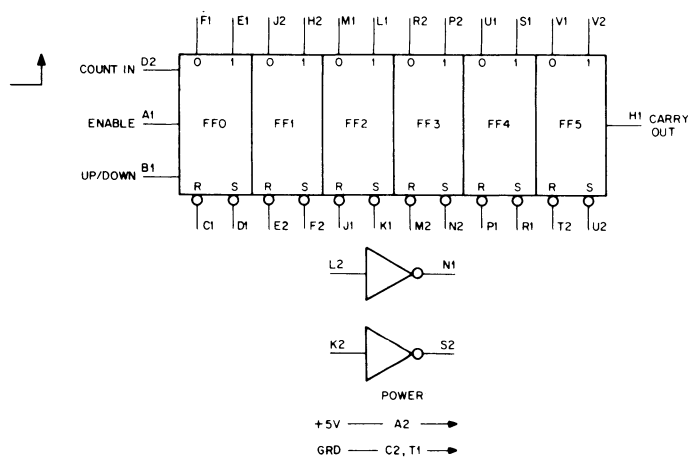 F1 E1 J2 H2 M1 L1 R2 P2 U1 S1 V1 V2
0 1 0 1 0 1 0 1 0 1 0 1
COUNT IN D2
ENABLE A1
FF0 FF1 FF2 FF3 FF4 FF5
H1 CARRY
OUT
UP/DOWN B1
R S R S R S R S R S R S
C1 D1 E2 F2 J1 K1 M2 N2 P1 R1 T2 U2
L2 N1
K2 S2
POWER
+5V A2
GRD C2, T1